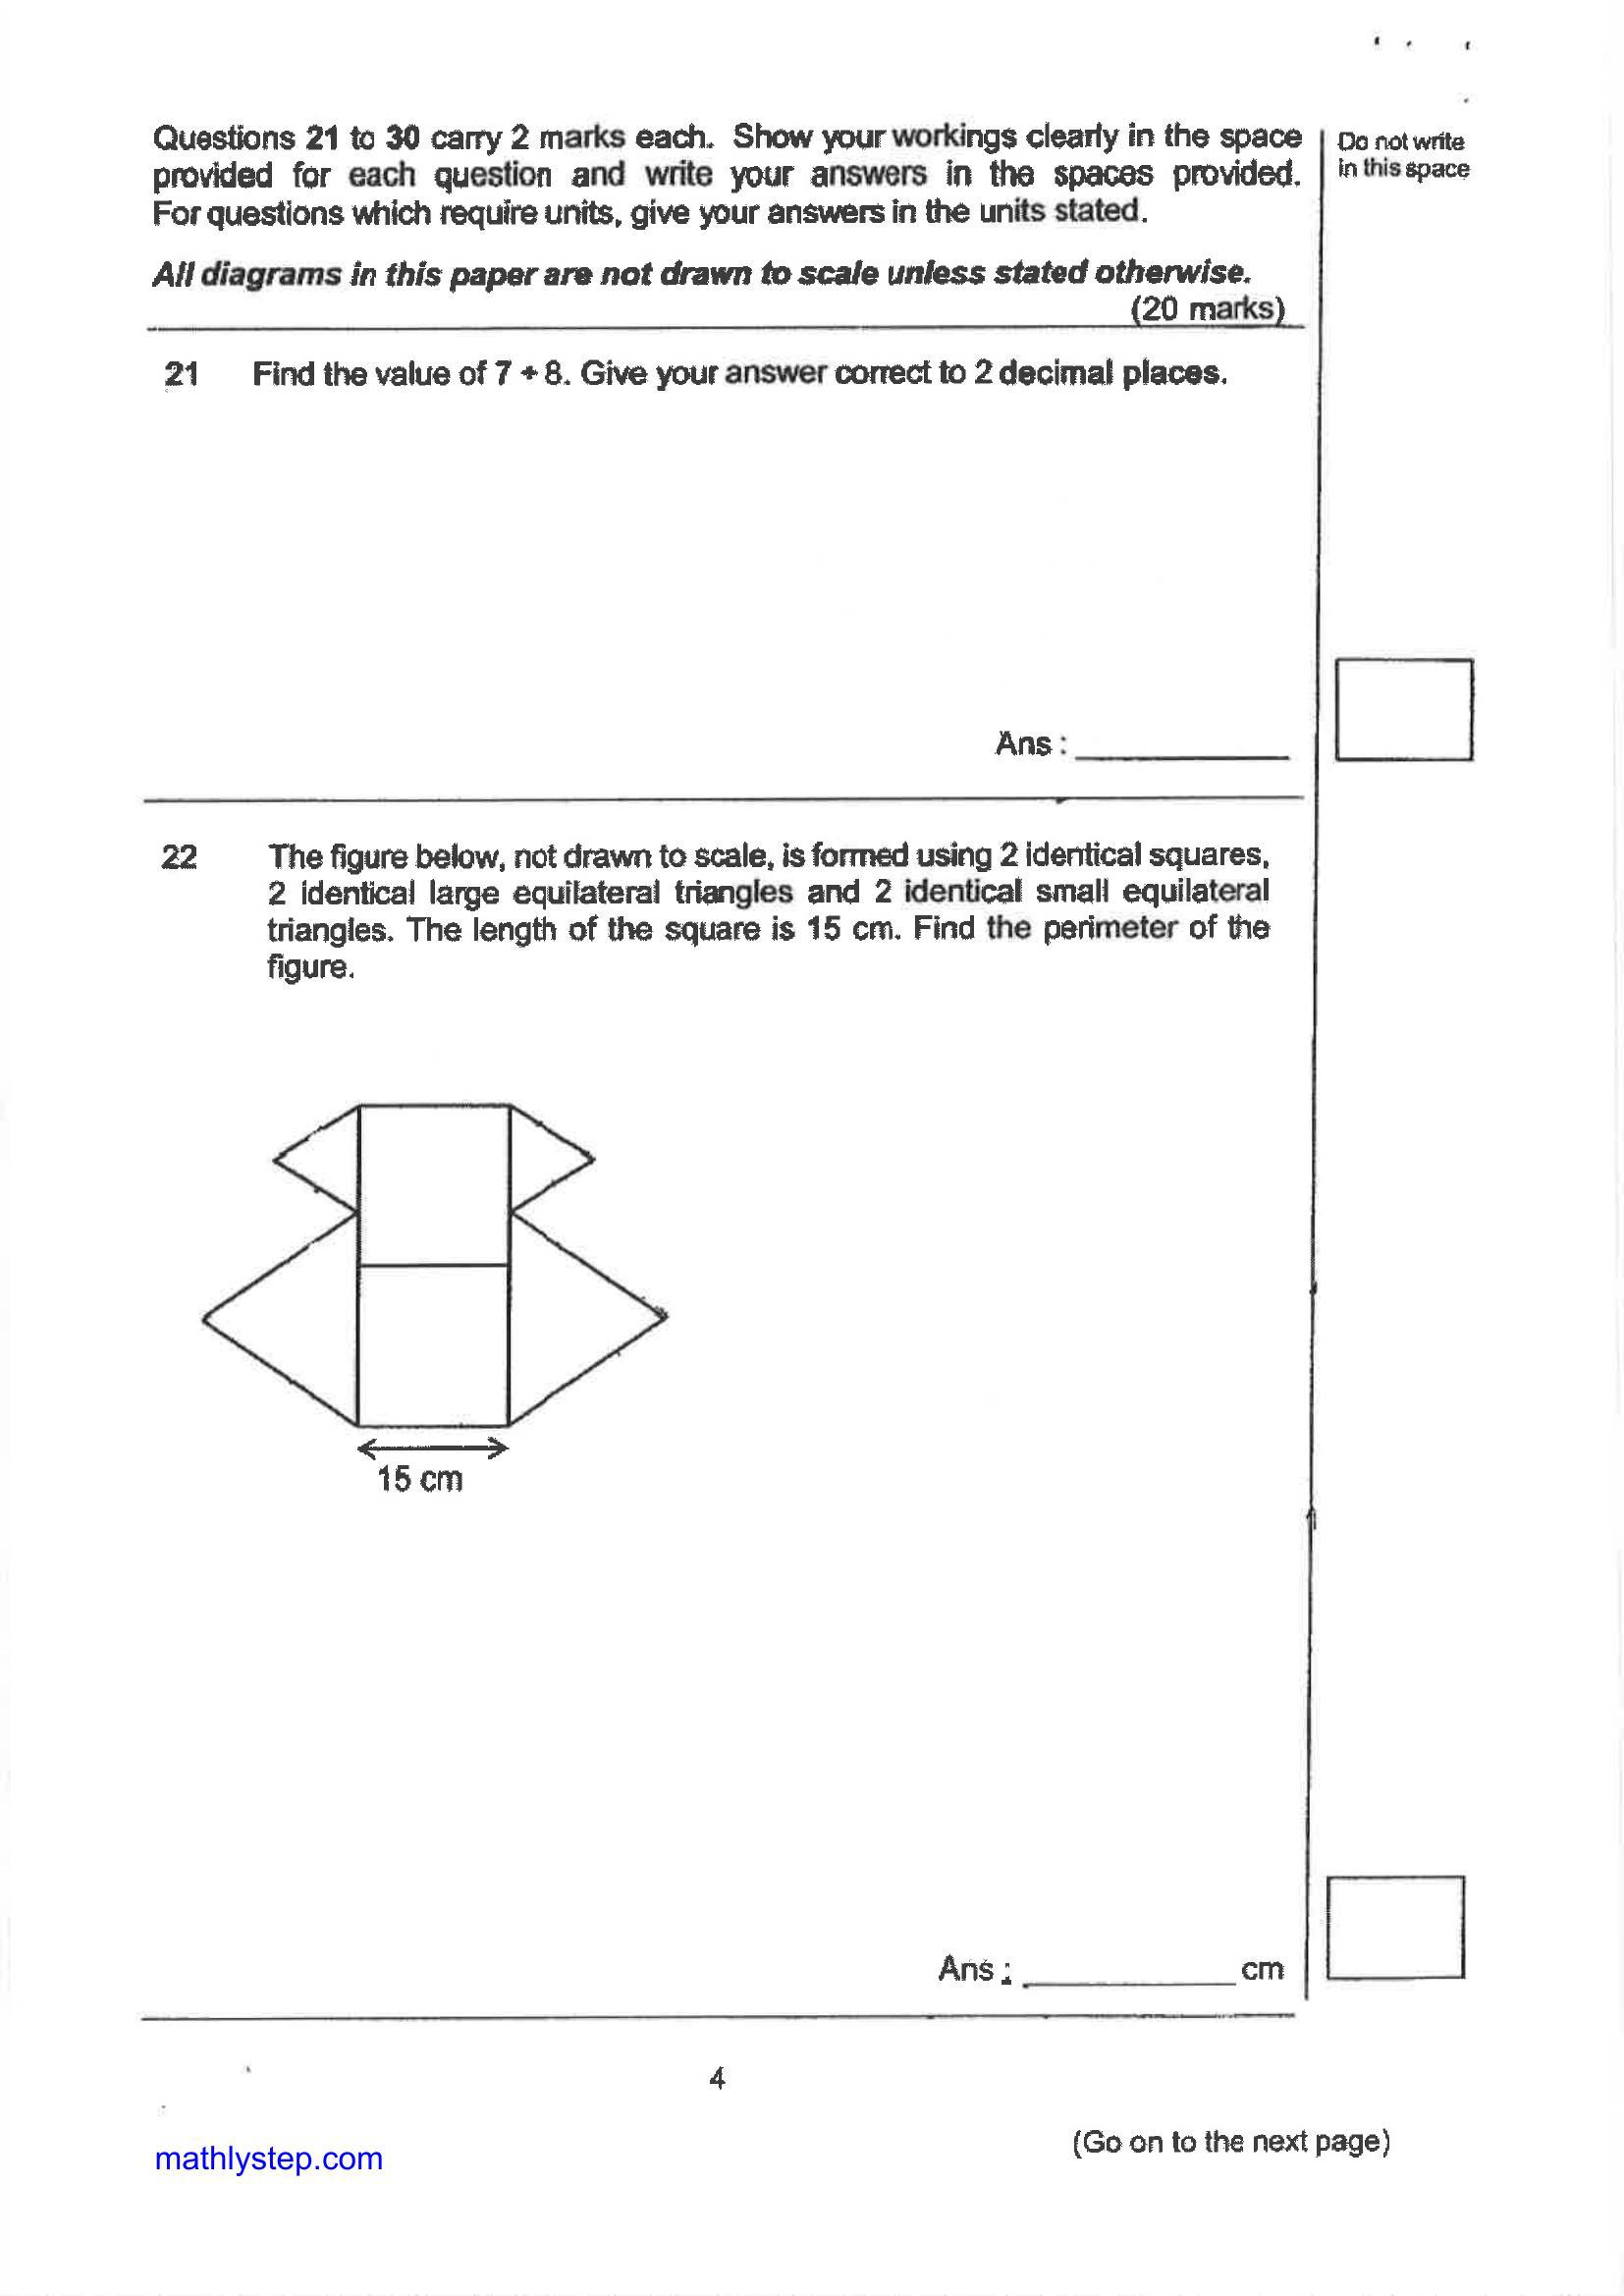 Questions 21 to 30 carry 2 marks each. Show your workings clearly in the space
provided for each question and write your answers in the spaces provided.
For questions which require units, give your answers in the units stated.
Do not write
in this space
All diagrams in this paper are not drawn to scale unless stated otherwise.
(20 marks)
21 Find the value of 7 ÷ 8. Give your answer correct to 2 decimal places.
Ans :
22 The figure below, not drawn to scale, is formed using 2 identical squares,
2 identical large equilateral triangles and 2 identical small equilateral
triangles. The length of the square is 15 cm. Find the perimeter of the
figure.
15 cm
Ans : cm
4
(Go on to the next page)
mathlystep.com